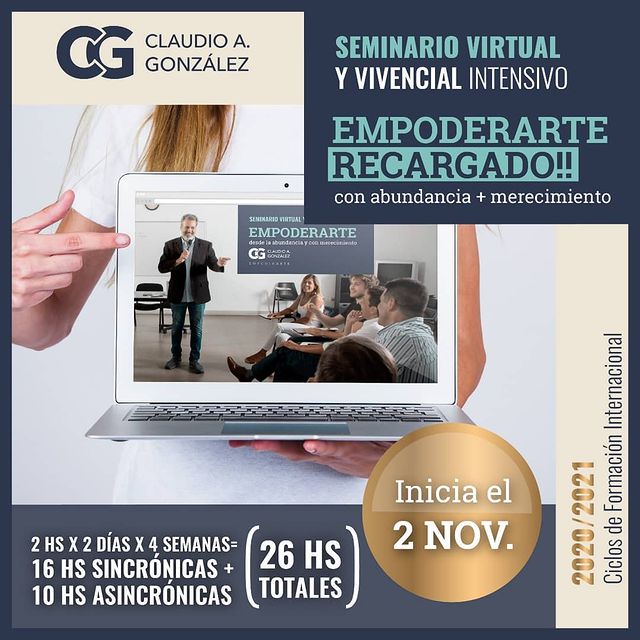 CG CLAUDIO A.
GONZÁLEZ
SEMINARIO VIRTUAL
Y VIVENCIAL INTENSIVO
EMPODERARTE
RECARGADO!!
con abundancia + merecimiento
SEMINARIO VIRTUAL Y
EMPODERARTE
desde la abundancia y con merecimiento
CG CLAUDIO A.
GONZÁLEZ
Inicia el
2 NOV.
2 HS X 2 DÍAS X 4 SEMANAS=
16 HS SINCRÓNICAS +
10 HS ASINCRÓNICAS
(26 HS
TOTALES)
2020/2021
Ciclos de Formación Internacional